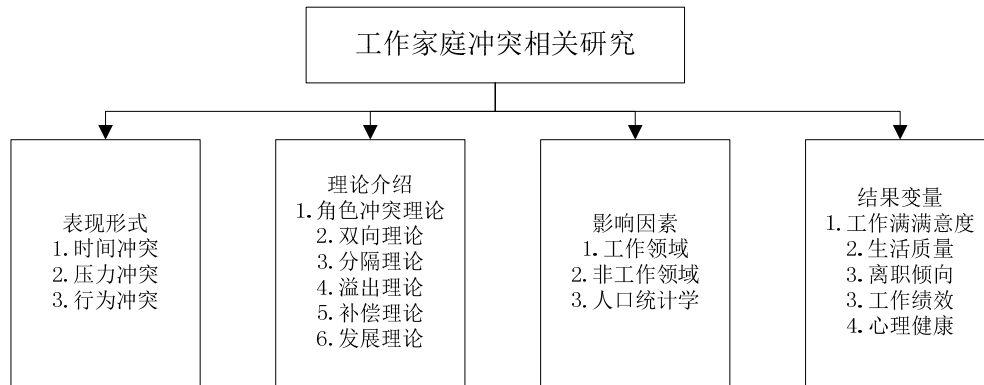 工作家庭冲突相关研究
表现形式
1.时间冲突
2.压力冲突
3.行为冲突
理论介绍
1.角色冲突理论
2.双向理论
3.分隔理论
4.溢出理论
5.补偿理论
6.发展理论
影响因素
1.工作领域
2.非工作领域
3.人口统计学
结果变量
1.工作满满意度
2.生活质量
3.离职倾向
3.工作绩效
4.心理健康